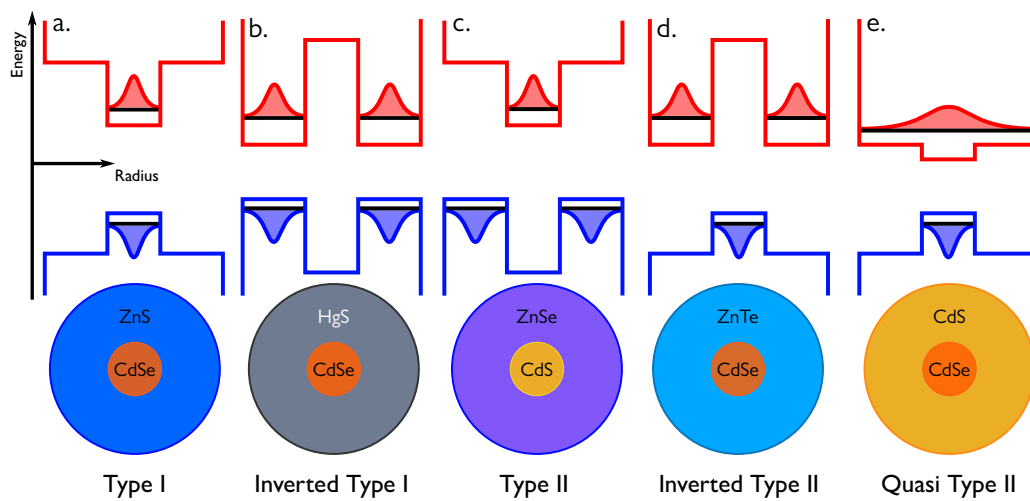 a.
b.
c.
d.
e.
Energy
Radius
ZnS
HgS
ZnSe
ZnTe
CdS
CdSe
CdSe
CdS
CdSe
CdSe
Type I
Inverted Type I
Type II
Inverted Type II
Quasi Type II